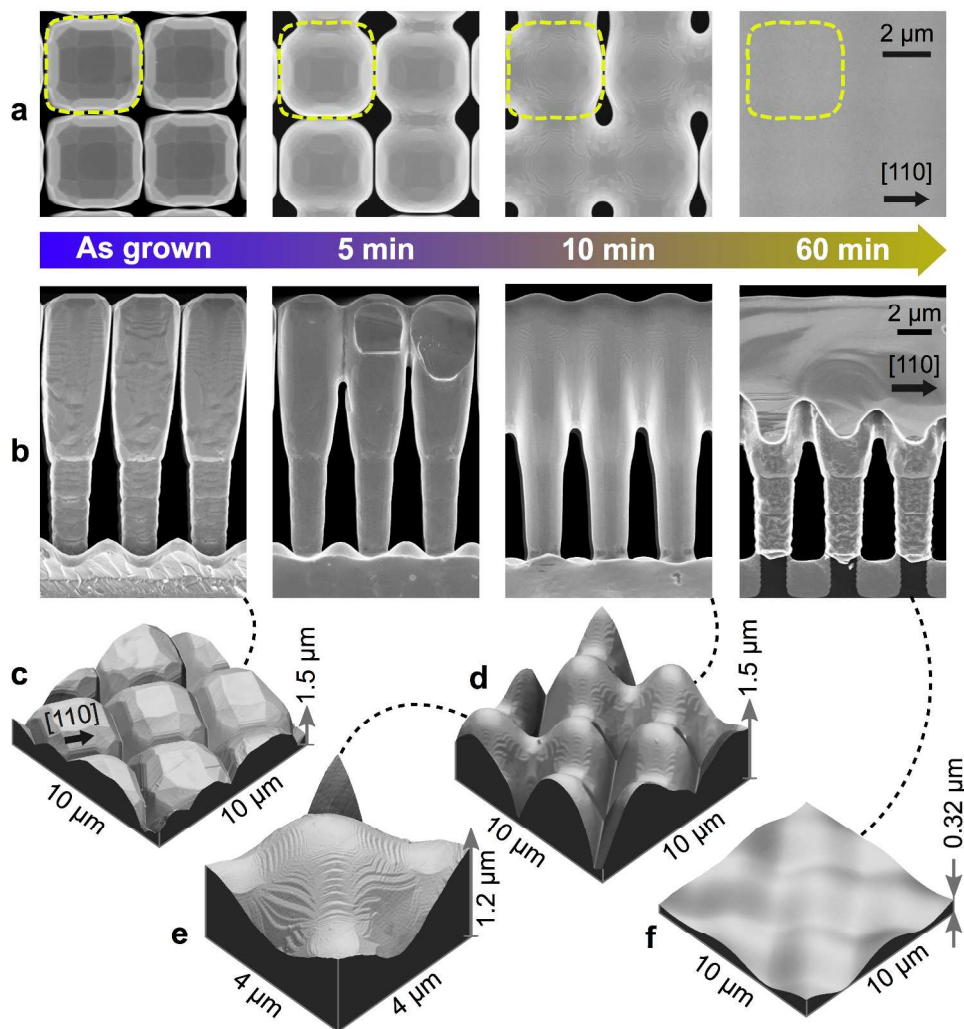 a
2 µm
[110]
As grown
5 min
10 min
60 min
b
2 µm
[110]
c
[110]
1.5 µm
10 µm
10 µm
d
1.5 µm
10 µm
10 µm
e
1.2 µm
4 µm
4 µm
f
0.32 µm
10 µm
10 µm